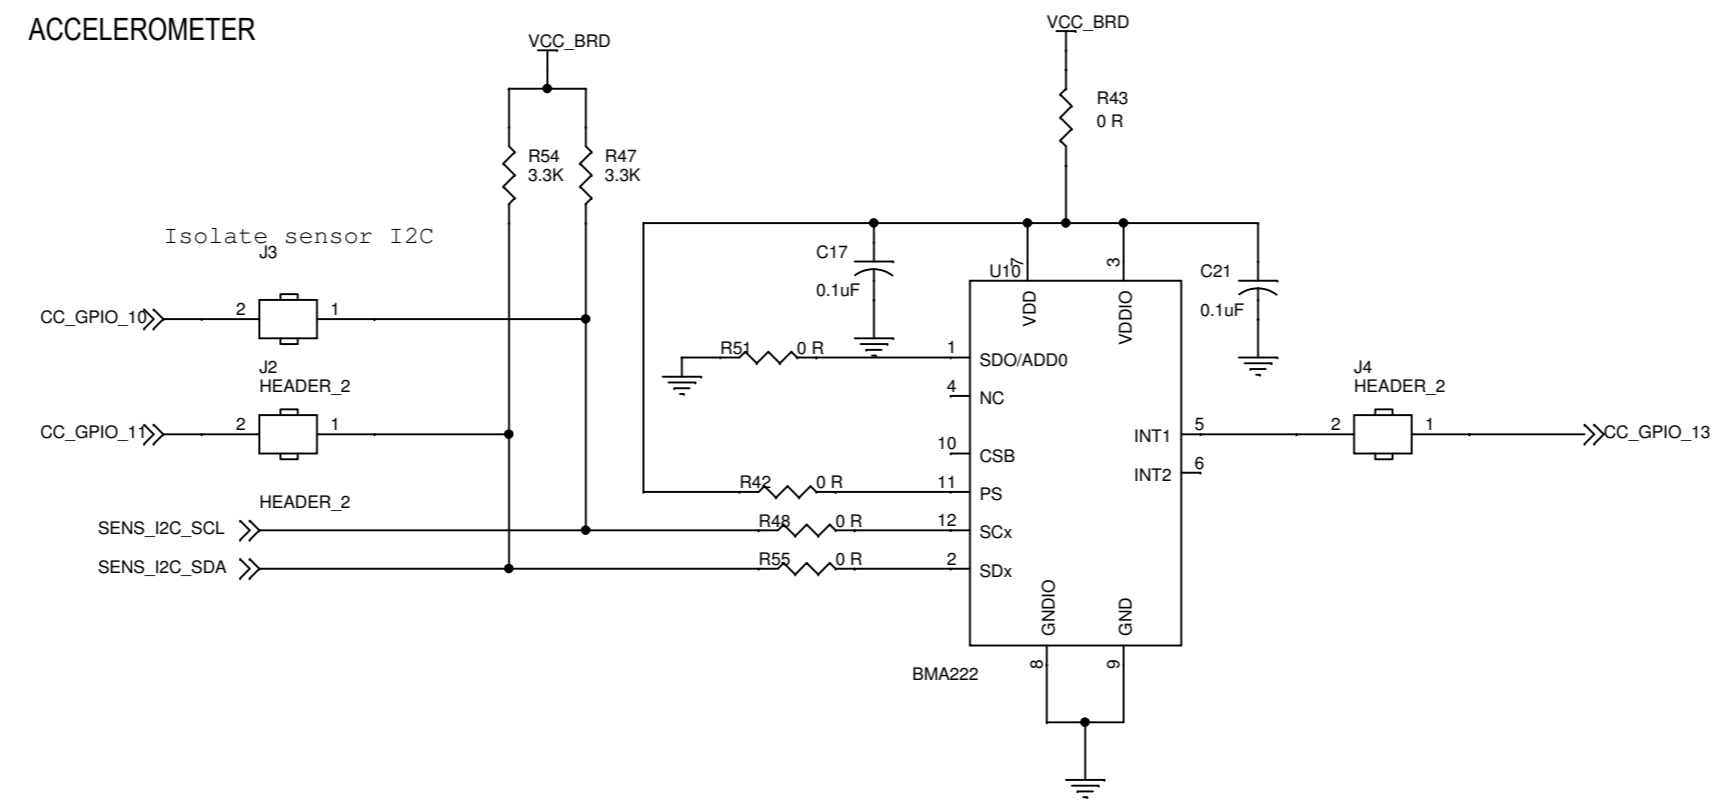 ACCELEROMETER
VCC_BRD
VCC_BRD
R43
0 R
R54
3.3K
R47
3.3K
Isolate sensor I2C
J3
CC_GPIO_10
2
1
J2
HEADER_2
CC_GPIO_11
2
1
HEADER_2
SENS_I2C_SCL
SENS_I2C_SDA
C17
0.1uF
U10
7
3
VDD
VDDIO
C21
0.1uF
R51
0 R
1
SDO/ADD0
4
NC
10
CSB
R42
0 R
11
PS
R48
0 R
12
SCx
R55
0 R
2
SDx
INT1
5
INT2
6
J4
HEADER_2
2
1
CC_GPIO_13
GNDIO
GND
8
9
BMA222